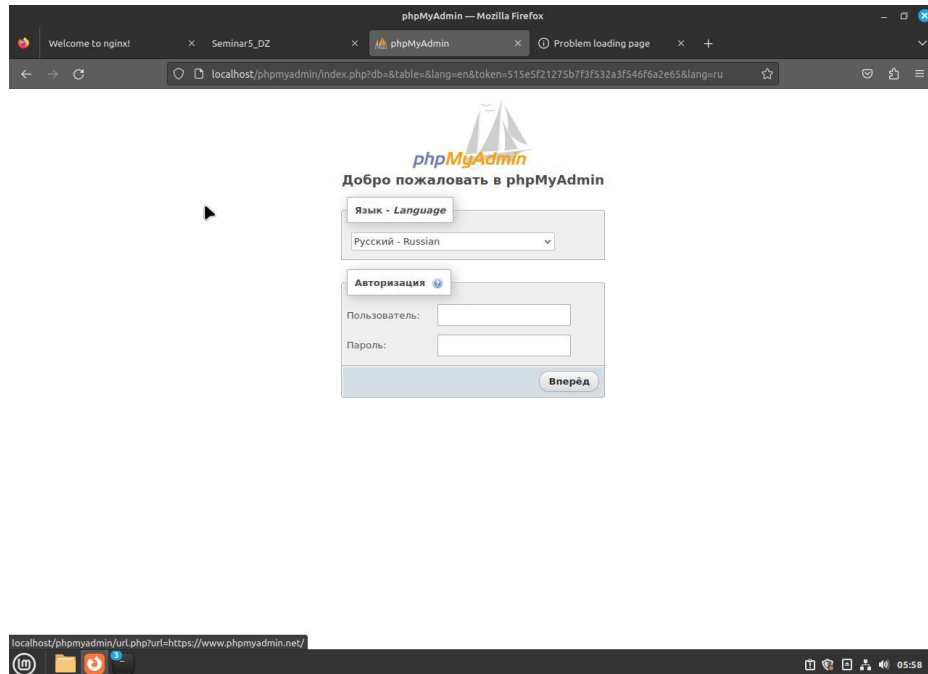 phpMyAdmin — Mozilla Firefox
Welcome to nginx!
Seminar5_DZ
phpMyAdmin
Problem loading page
localhost/phpmyadmin/index.php?db=&table=&lang=en&token=515e5f21275b7f3f532a3f546f6a2e65&lang=ru
phpMyAdmin
Добро пожаловать в phpMyAdmin
Язык - Language
Русский - Russian
Авторизация
Пользователь:
Пароль:
Вперёд
localhost/phpmyadmin/url.php?url=https://www.phpmyadmin.net/
3
05:58